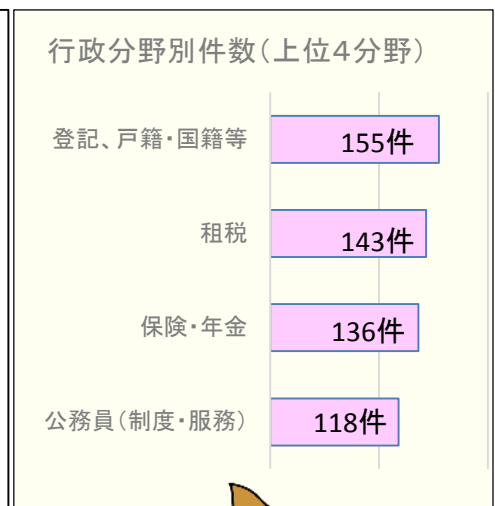 行政分野別件数（上位４分野）
登記、戸籍・国籍等 155件
租税 143件
保険・年金 136件
公務員（制度・服務） 118件